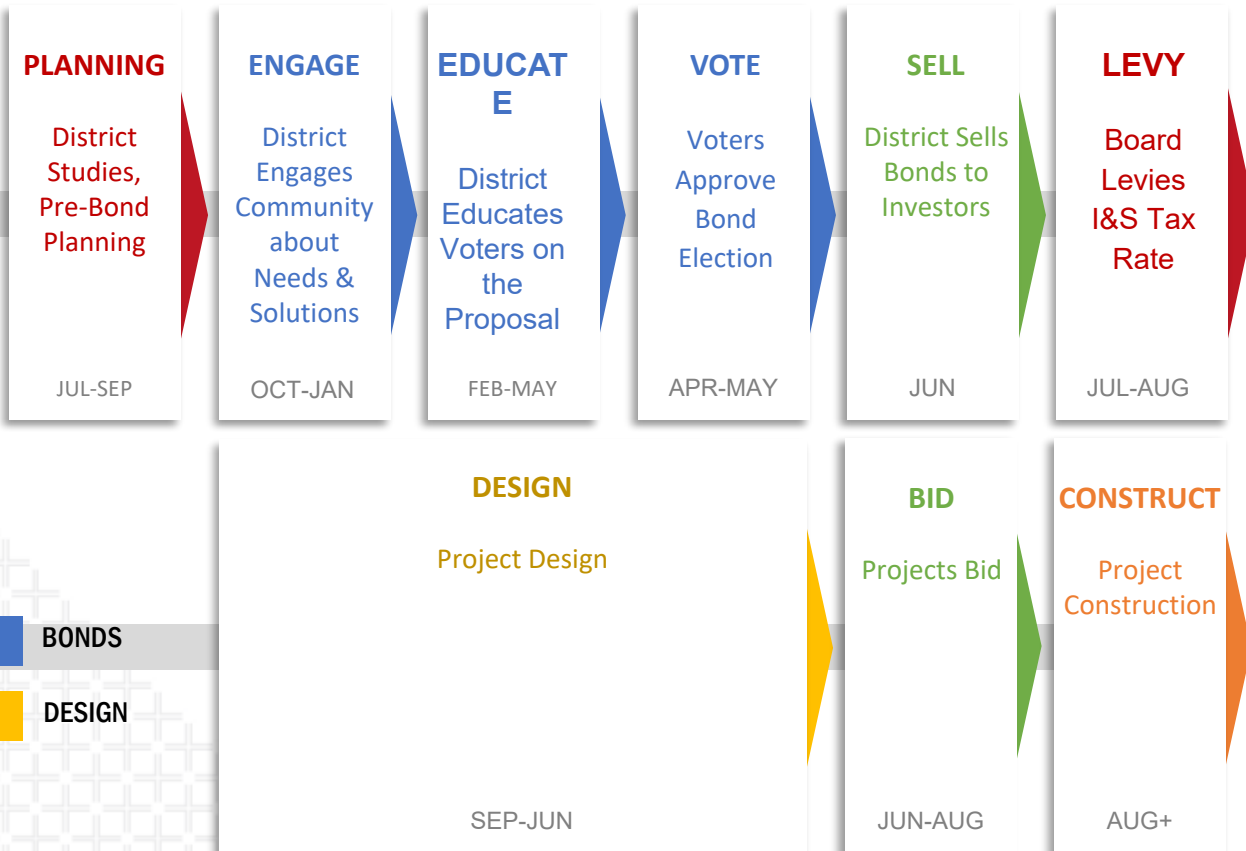 PLANNING
District
Studies,
Pre-Bond
Planning
JUL-SEP
ENGAGE
District
Engages
Community
about
Needs &
Solutions
OCT-JAN
EDUCAT
E
District
Educates
Voters on
the
Proposal
FEB-MAY
VOTE
Voters
Approve
Bond
Election
APR-MAY
SELL
District Sells
Bonds to
Investors
JUN
LEVY
Board
Levies
I&S Tax
Rate
JUL-AUG
DESIGN
Project Design
SEP-JUN
BID
Projects Bid
JUN-AUG
CONSTRUCT
Project
Construction
AUG+
BONDS
DESIGN